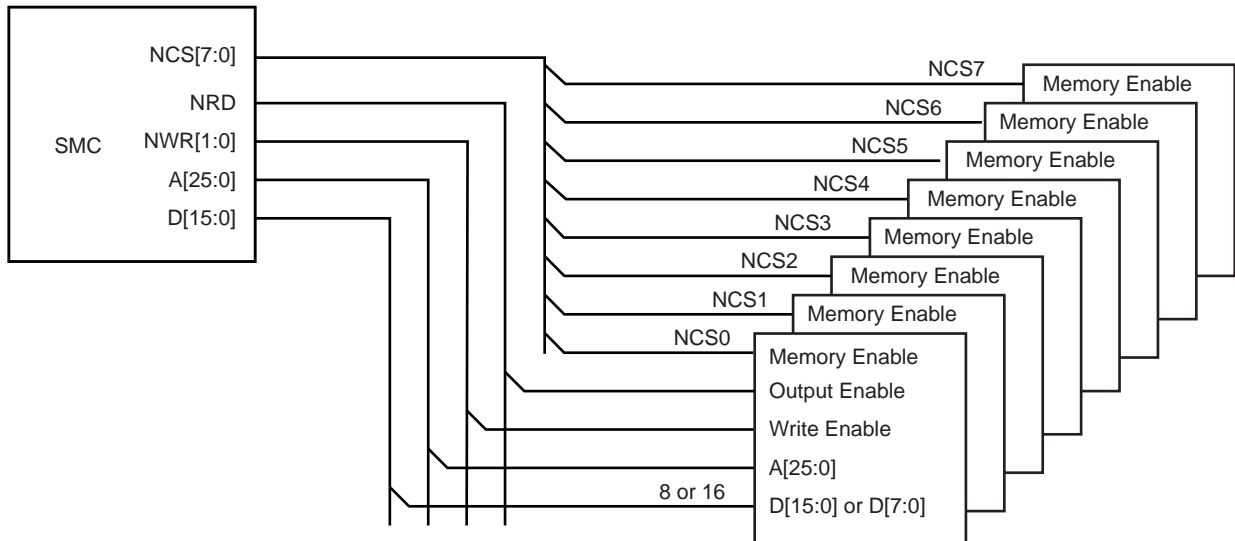 SMC
NCS[7:0]
NRD
NWR[1:0]
A[25:0]
D[15:0]
NCS7
Memory Enable
NCS6
Memory Enable
NCS5
Memory Enable
NCS4
Memory Enable
NCS3
Memory Enable
NCS2
Memory Enable
NCS1
Memory Enable
NCS0
Memory Enable
Output Enable
Write Enable
A[25:0]
8 or 16
D[15:0] or D[7:0]